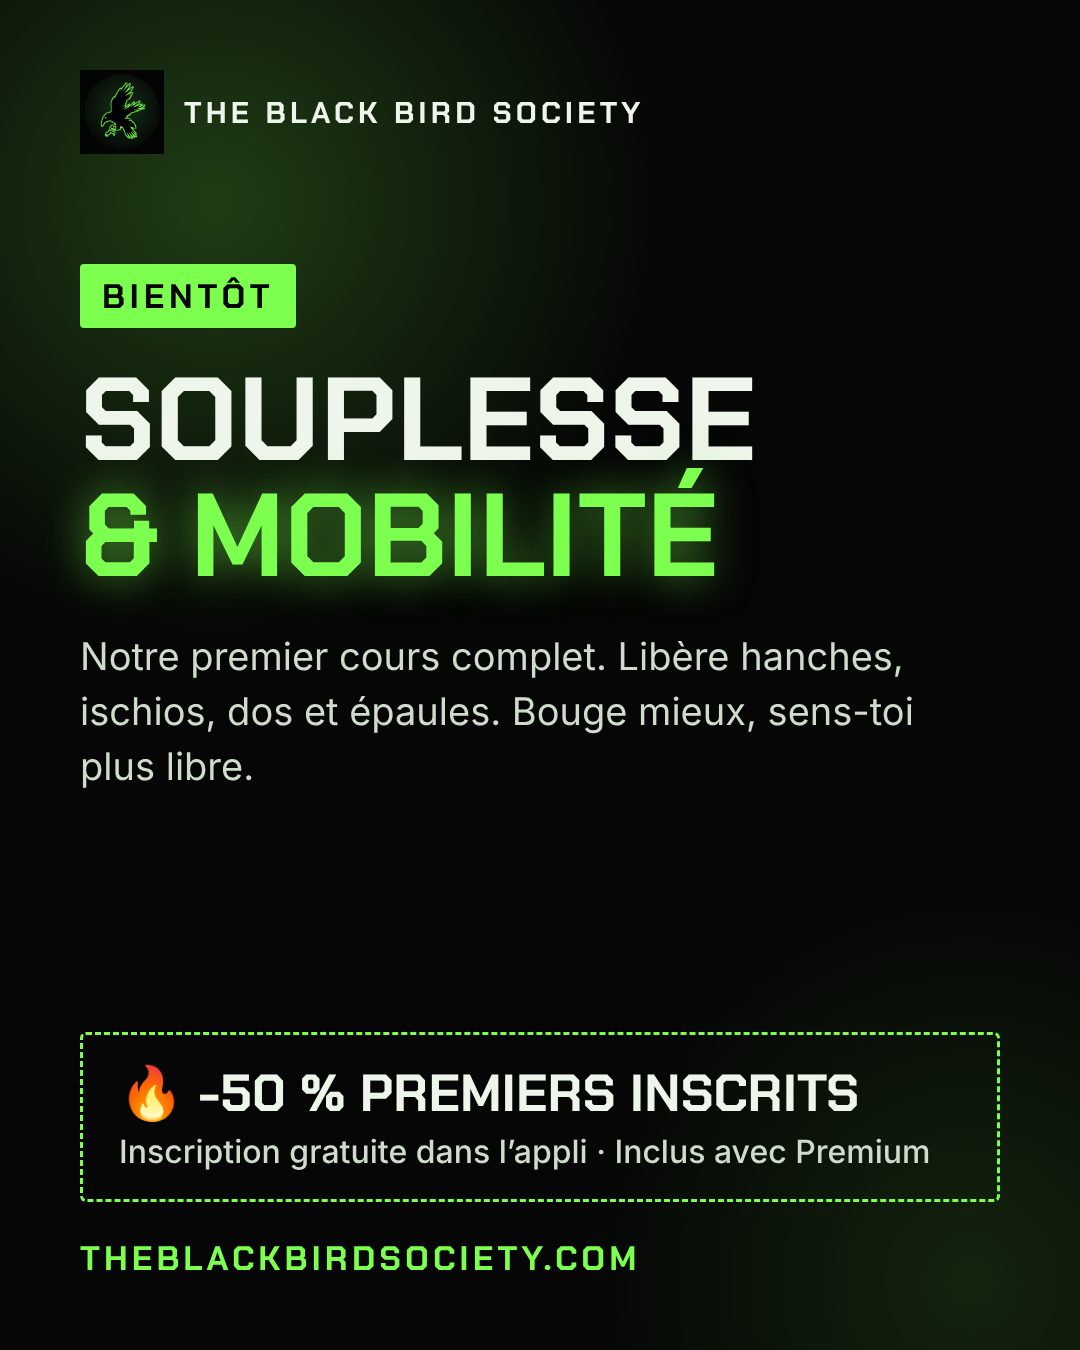 THE BLACK BIRD SOCIETY
BIENTÔT
SOUPLESSE
& MOBILITÉ
Notre premier cours complet. Libère hanches,
ischios, dos et épaules. Bouge mieux, sens-toi
plus libre.
🔥 -50 % PREMIERS INSCRITS
Inscription gratuite dans l’appli · Inclus avec Premium
THEBLACKBIRDSOCIETY.COM